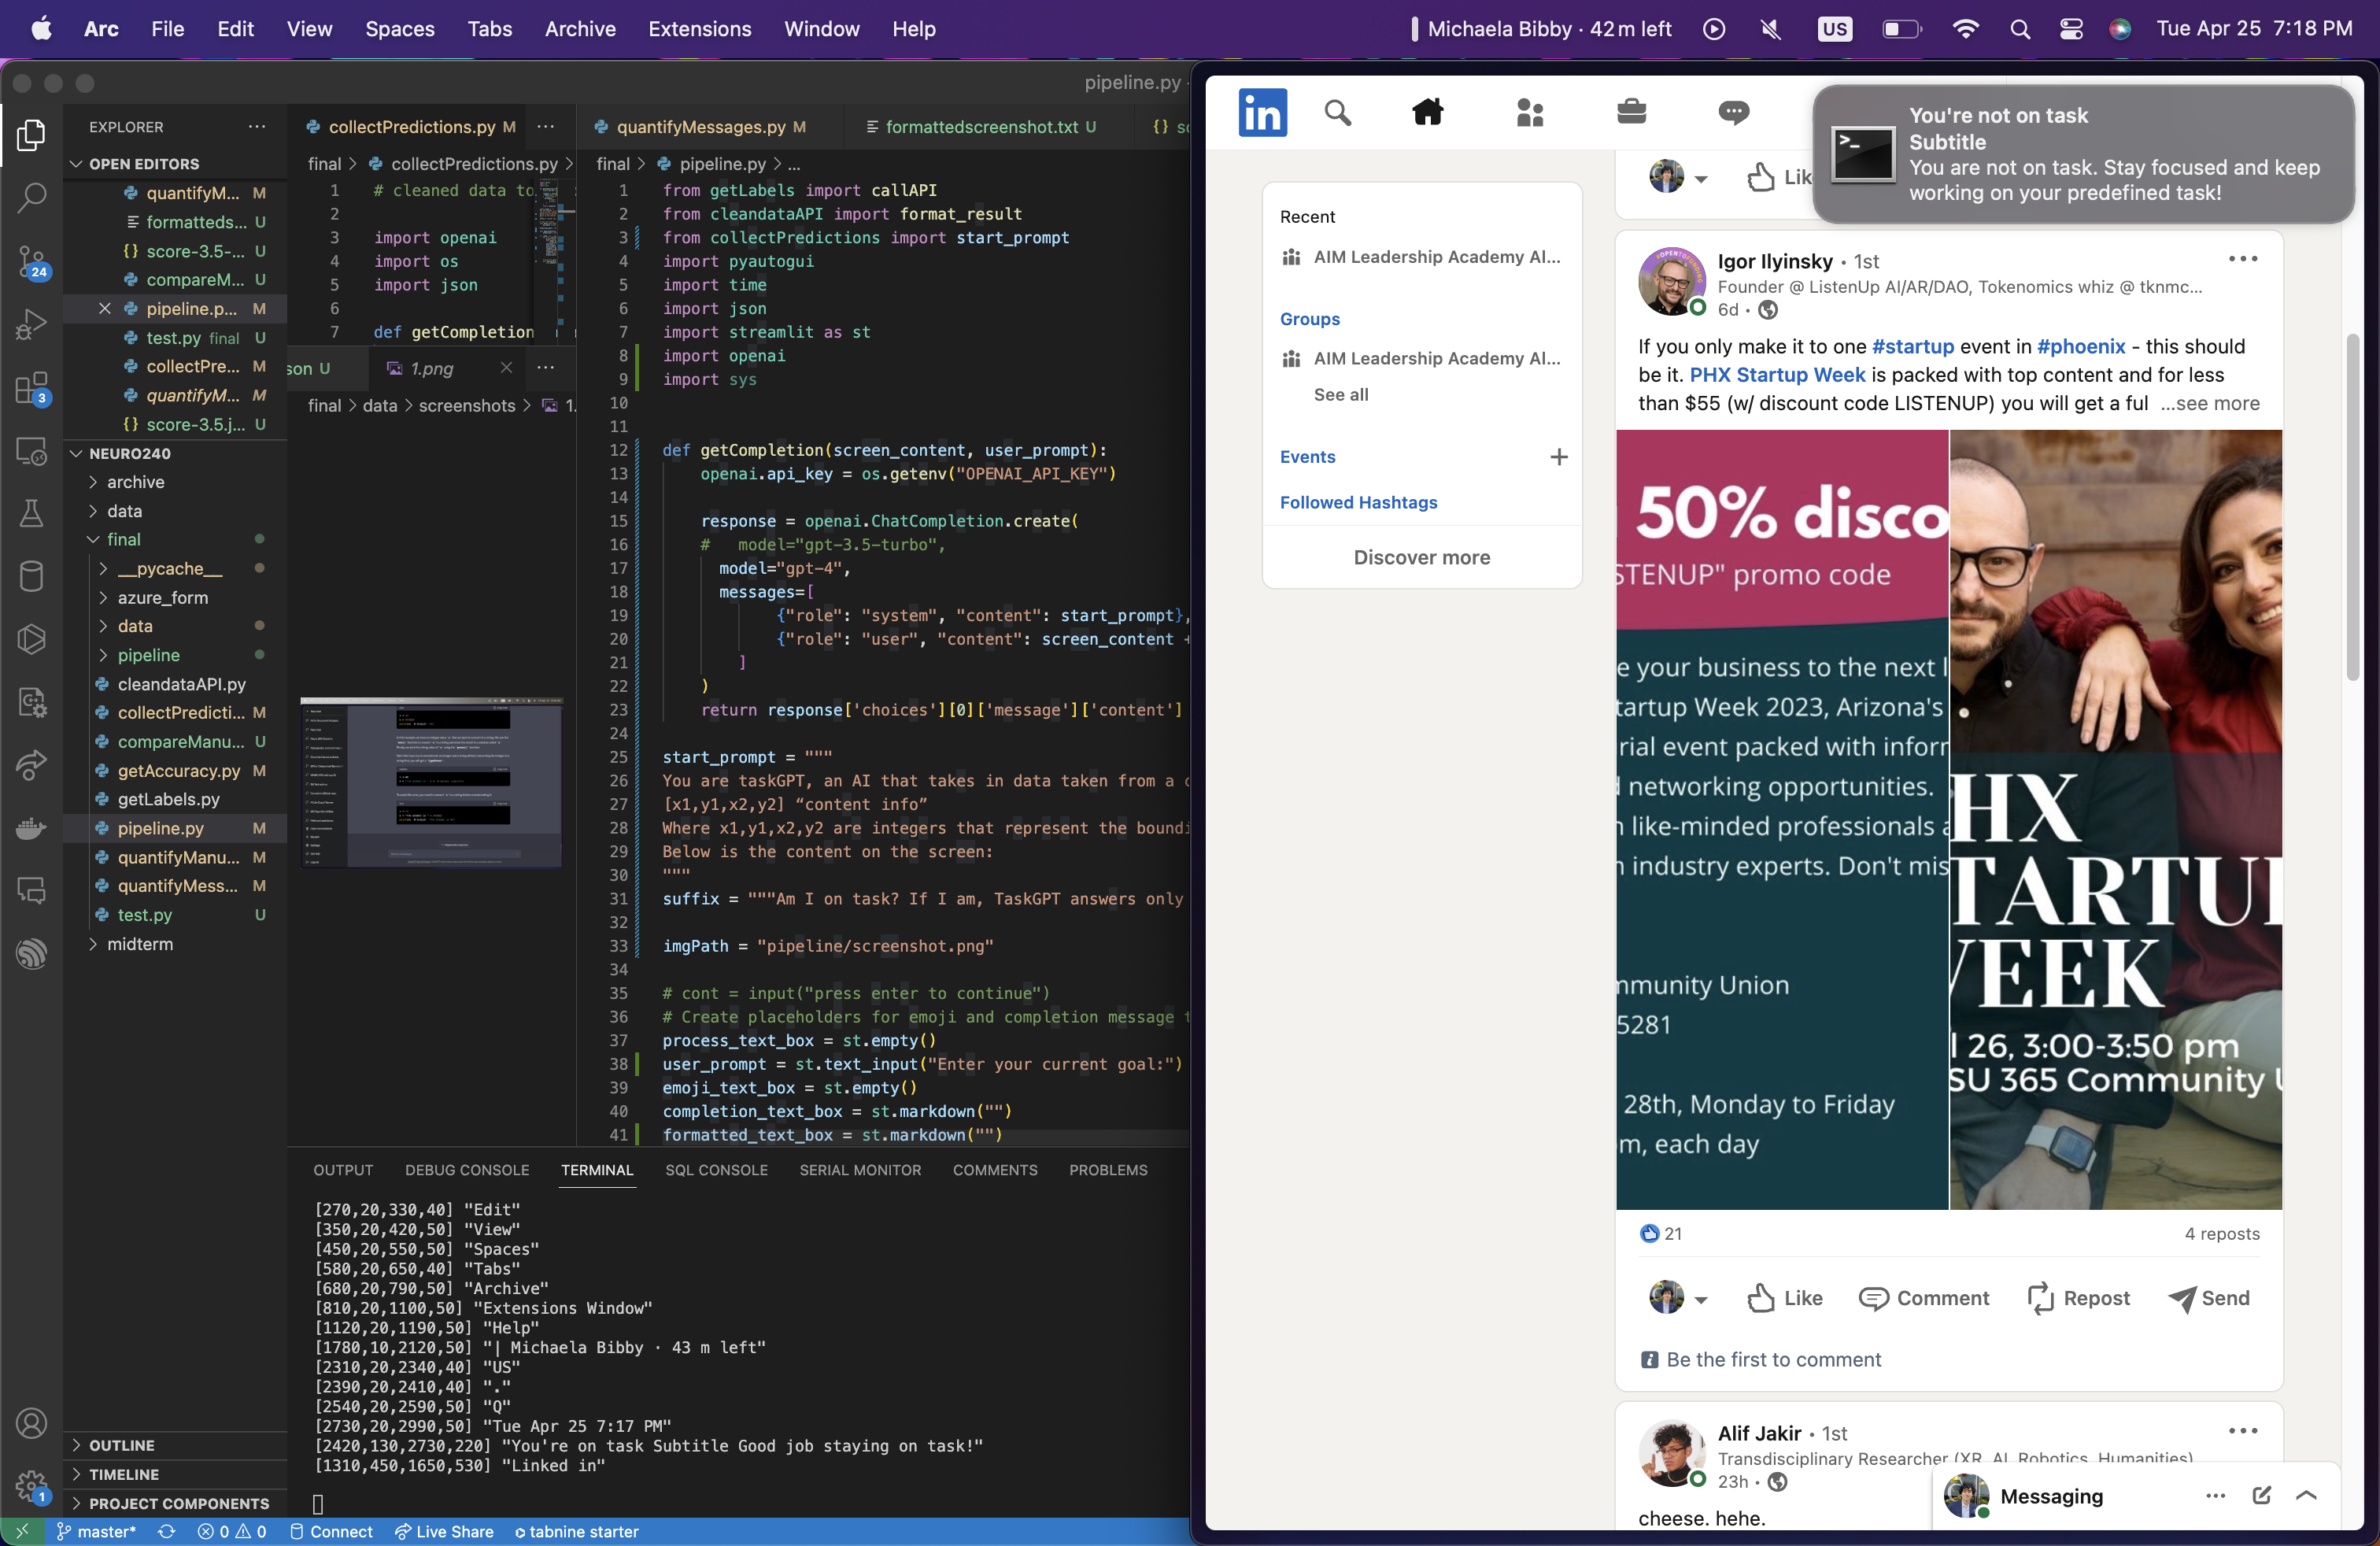 Arc File Edit View Spaces Tabs Archive Extensions Window Help
Michaela Bibby · 42 m left US Tue Apr 25 7:18 PM
pipeline.py
EXPLORER
OPEN EDITORS
quantifyM... M
formatteds... U
score-3.5-... U
compareM... U
pipeline.p... M
test.py final U
collectPre... M
quantifyM... M
score-3.5.j... U
NEURO240
archive
data
final
__pycache__
azure_form
data
pipeline
cleandataAPI.py
collectPredicti... M
compareManu... U
getAccuracy.py M
getLabels.py
pipeline.py M
quantifyManu... M
quantifyMess... M
test.py U
midterm
OUTLINE
TIMELINE
PROJECT COMPONENTS
24
3
1
collectPredictions.py M
final > collectPredictions.py >
1 # cleaned data to
2
3 import openai
4 import os
5 import json
6
7 def getCompletion
son U 1.png
final > data > screenshots > 1.
quantifyMessages.py M formattedscreenshot.txt U {} sc
final > pipeline.py > ...
1 from getLabels import callAPI
2 from cleandataAPI import format_result
3 from collectPredictions import start_prompt
4 import pyautogui
5 import time
6 import json
7 import streamlit as st
8 import openai
9 import sys
10
11
12 def getCompletion(screen_content, user_prompt):
13 openai.api_key = os.getenv("OPENAI_API_KEY")
14
15 response = openai.ChatCompletion.create(
16 # model="gpt-3.5-turbo",
17 model="gpt-4",
18 messages=[
19 {"role": "system", "content": start_prompt},
20 {"role": "user", "content": screen_content +
21 ]
22 )
23 return response['choices'][0]['message']['content']
24
25 start_prompt = """
26 You are taskGPT, an AI that takes in data taken from a c
27 [x1,y1,x2,y2] “content info”
28 Where x1,y1,x2,y2 are integers that represent the boundi
29 Below is the content on the screen:
30 """
31 suffix = """Am I on task? If I am, TaskGPT answers only
32
33 imgPath = "pipeline/screenshot.png"
34
35 # cont = input("press enter to continue")
36 # Create placeholders for emoji and completion message t
37 process_text_box = st.empty()
38 user_prompt = st.text_input("Enter your current goal:")
39 emoji_text_box = st.empty()
40 completion_text_box = st.markdown("")
41 formatted_text_box = st.markdown("")
OUTPUT DEBUG CONSOLE TERMINAL SQL CONSOLE SERIAL MONITOR COMMENTS PROBLEMS
[270,20,330,40] "Edit"
[350,20,420,50] "View"
[450,20,550,50] "Spaces"
[580,20,650,40] "Tabs"
[680,20,790,50] "Archive"
[810,20,1100,50] "Extensions Window"
[1120,20,1190,50] "Help"
[1780,10,2120,50] "| Michaela Bibby · 43 m left"
[2310,20,2340,40] "US"
[2390,20,2410,40] "."
[2540,20,2590,50] "Q"
[2730,20,2990,50] "Tue Apr 25 7:17 PM"
[2420,130,2730,220] "You're on task Subtitle Good job staying on task!"
[1310,450,1650,530] "Linked in"
master* 0 0 Connect Live Share tabnine starter
in
You're not on task
Subtitle
You are not on task. Stay focused and keep
working on your predefined task!
Recent
AIM Leadership Academy AI...
Groups
AIM Leadership Academy AI...
See all
Events +
Followed Hashtags
Discover more
Lik
Igor Ilyinsky • 1st
Founder @ ListenUp AI/AR/DAO, Tokenomics whiz @ tknmc...
6d •
If you only make it to one #startup event in #phoenix - this should
be it. PHX Startup Week is packed with top content and for less
than $55 (w/ discount code LISTENUP) you will get a ful ...see more
50% disco
STENUP" promo code
e your business to the next l
tartup Week 2023, Arizona's
rial event packed with inforr
networking opportunities.
like-minded professionals a
industry experts. Don't mis
mmunity Union
5281
28th, Monday to Friday
m, each day
HX
TARTU
EEK
l 26, 3:00-3:50 pm
SU 365 Community U
21 4 reposts
Like Comment Repost Send
Be the first to comment
Alif Jakir • 1st
Transdisciplinary Researcher (XR, AI, Robotics, Humanities)
23h •
cheese. hehe.
Messaging